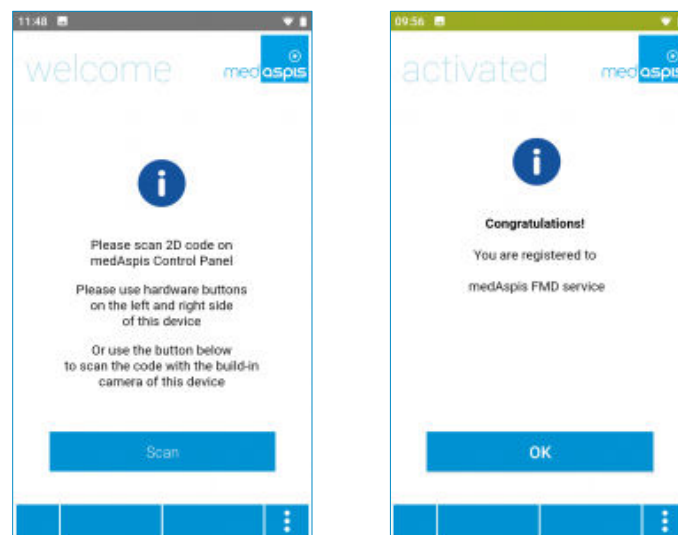 11:48
welcome
medaspis
Please scan 2D code on
medAspis Control Panel
Please use hardware buttons
on the left and right side
of this device
Or use the button below
to scan the code with the build-in
camera of this device
Scan
09:56
activated
medaspis
Congratulations!
You are registered to
medAspis FMD service
OK